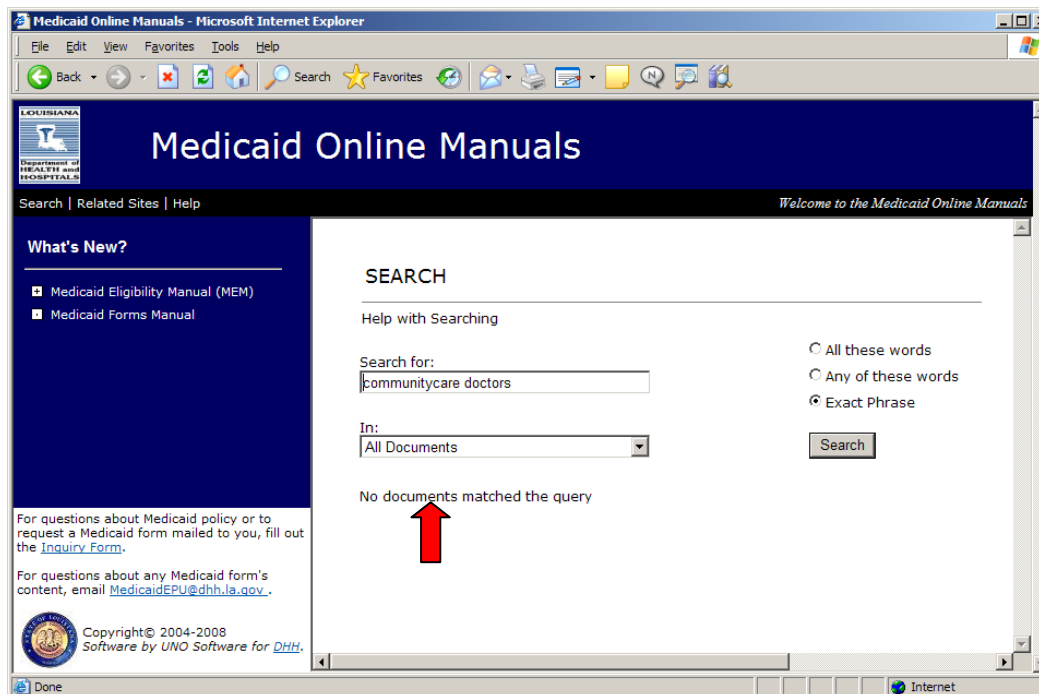 Medicaid Online Manuals - Microsoft Internet Explorer
File Edit View Favorites Tools Help
Back Search Favorites
LOUISIANA
Department of
HEALTH and
HOSPITALS
Medicaid Online Manuals
Search | Related Sites | Help
Welcome to the Medicaid Online Manuals
What's New?
Medicaid Eligibility Manual (MEM)
Medicaid Forms Manual
For questions about Medicaid policy or to
request a Medicaid form mailed to you, fill out
the Inquiry Form.
For questions about any Medicaid form's
content, email MedicaidEPU@dhh.la.gov .
Copyright© 2004-2008
Software by UNO Software for DHH.
SEARCH
Help with Searching
Search for:
communitycare doctors
In:
All Documents
All these words
Any of these words
Exact Phrase
Search
No documents matched the query
Done
Internet